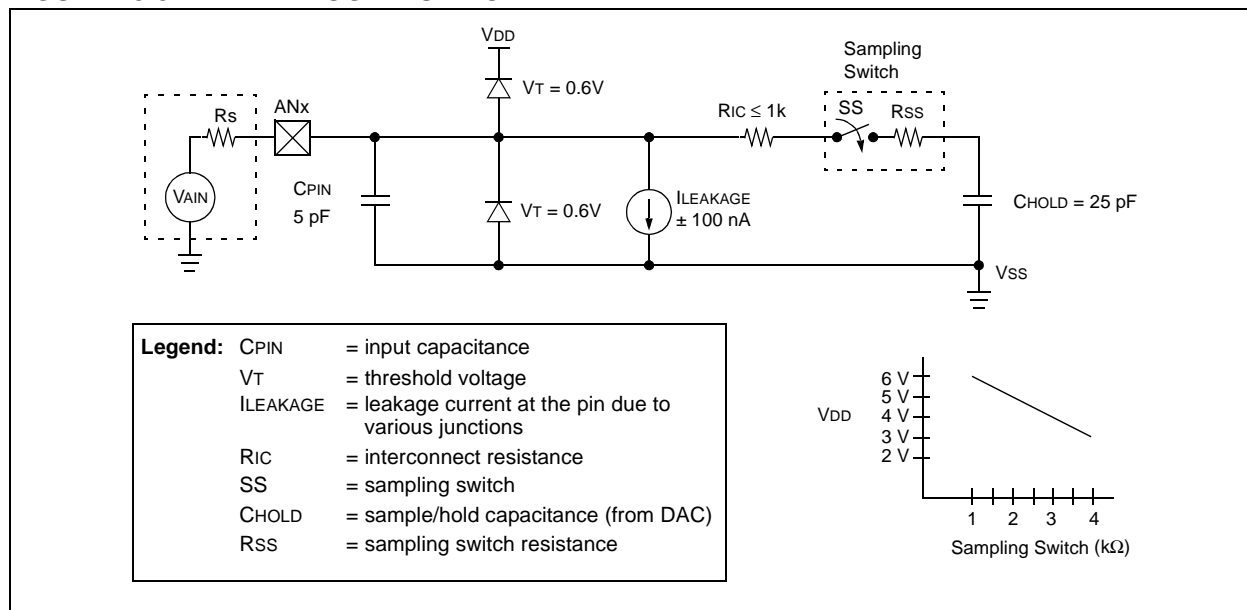 VDD
Sampling
Switch
VT = 0.6V
Rs
ANx
RIC ≤ 1k
SS
RSS
CPIN
5 pF
VAIN
VT = 0.6V
ILEAKAGE
± 100 nA
CHOLD = 25 pF
VSS
Legend: CPIN = input capacitance
VT = threshold voltage
ILEAKAGE = leakage current at the pin due to
various junctions
RIC = interconnect resistance
SS = sampling switch
CHOLD = sample/hold capacitance (from DAC)
RSS = sampling switch resistance
6 V
5 V
VDD
4 V
3 V
2 V
1 2 3 4
Sampling Switch (kΩ)